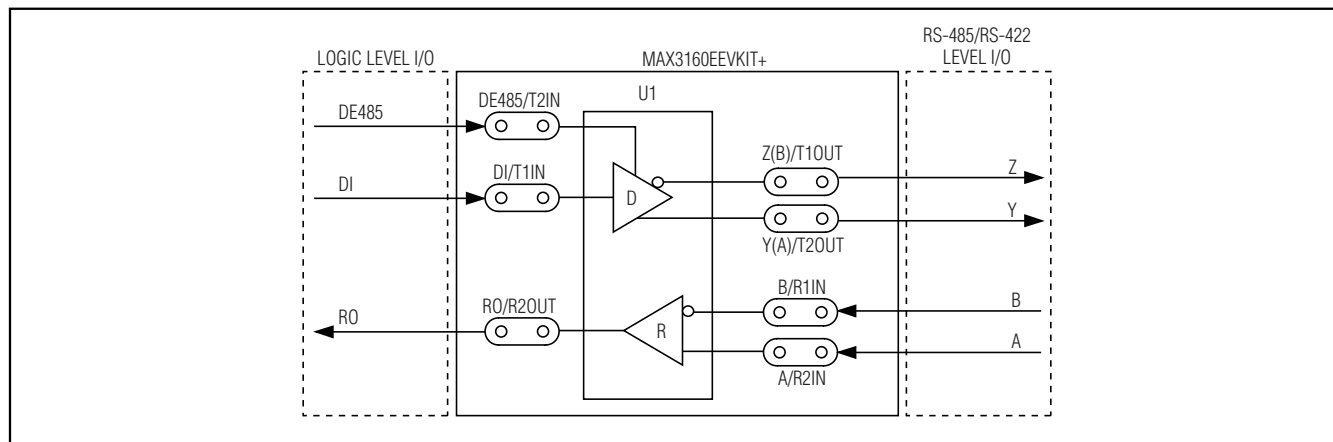 LOGIC LEVEL I/O
MAX3160EEVKIT+
RS-485/RS-422
LEVEL I/O
U1
DE485
DE485/T2IN
DI
DI/T1IN
D
Z(B)/T1OUT
Z
Y
Y(A)/T2OUT
RO
RO/R2OUT
R
B/R1IN
B
A
A/R2IN